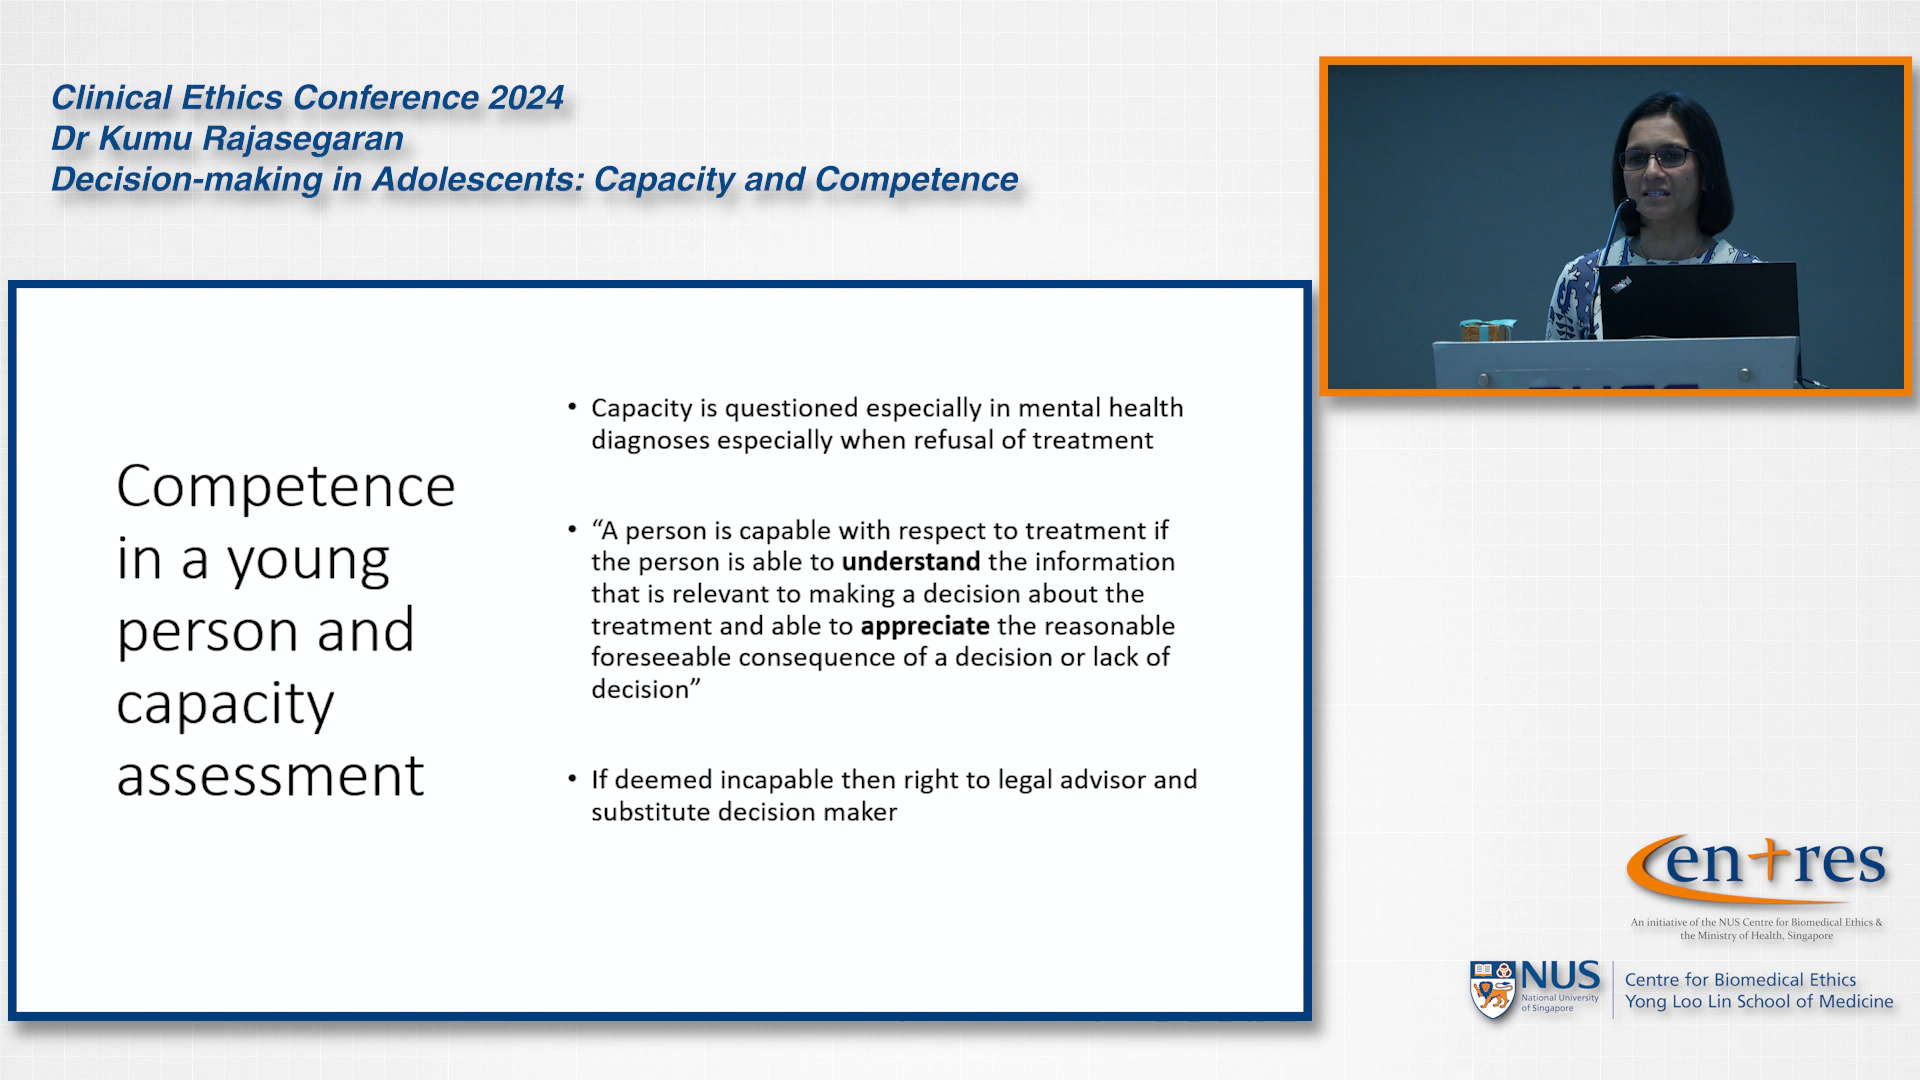 Clinical Ethics Conference 2024
Dr Kumu Rajasegaran
Decision-making in Adolescents: Capacity and Competence
Competence
in a young
person and
capacity
assessment
• Capacity is questioned especially in mental health
diagnoses especially when refusal of treatment
• “A person is capable with respect to treatment if
the person is able to understand the information
that is relevant to making a decision about the
treatment and able to appreciate the reasonable
foreseeable consequence of a decision or lack of
decision”
• If deemed incapable then right to legal advisor and
substitute decision maker
ThinkPad
Centres
An initiative of the NUS Centre for Biomedical Ethics &
the Ministry of Health, Singapore
NUS
National University
of Singapore
Centre for Biomedical Ethics
Yong Loo Lin School of Medicine